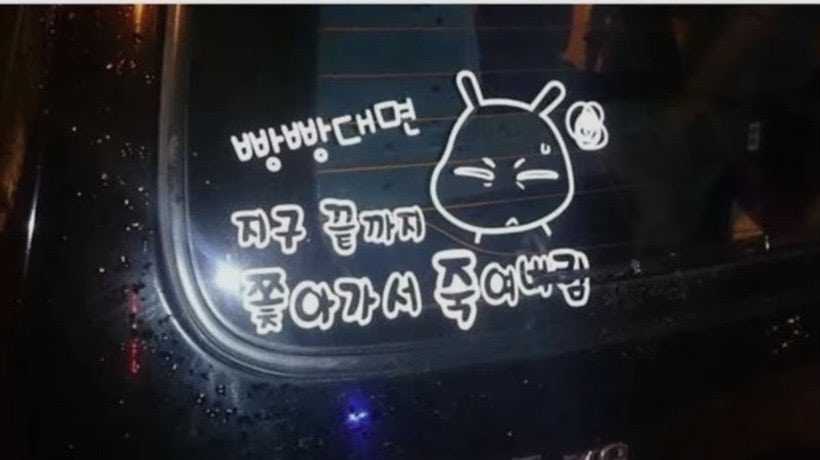 빵빵대면
지구 끝까지
쫓아가서 죽여버림